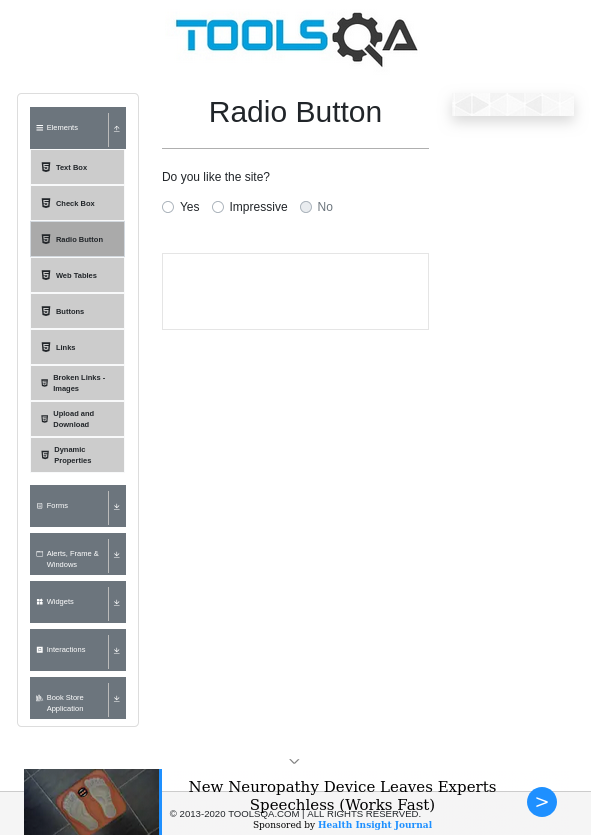 TOOLSQA
Elements
Text Box
Check Box
Radio Button
Web Tables
Buttons
Links
Broken Links -
Images
Upload and
Download
Dynamic
Properties
Forms
Alerts, Frame &
Windows
Widgets
Interactions
Book Store
Application
Radio Button
Do you like the site?
Yes Impressive No
New Neuropathy Device Leaves Experts
Speechless (Works Fast)
© 2013-2020 TOOLSQA.COM | ALL RIGHTS RESERVED.
Sponsored by Health Insight Journal